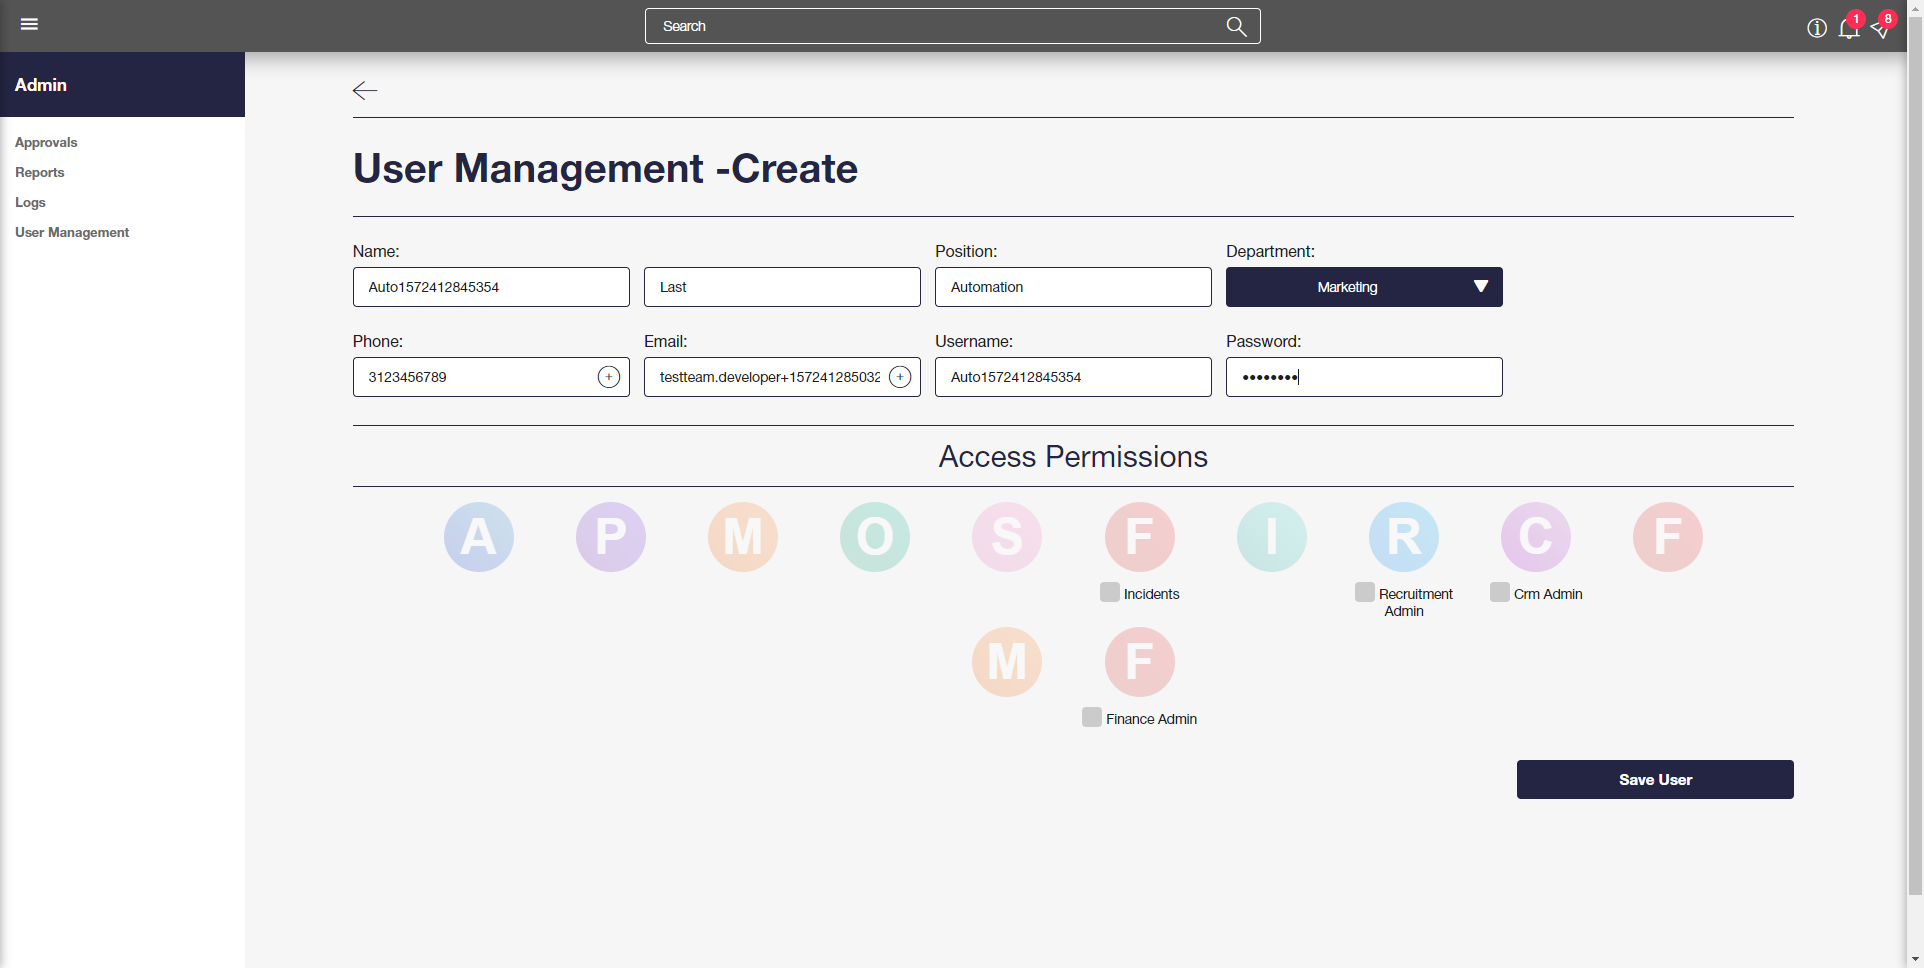 Search
1
8
Admin
Approvals
Reports
Logs
User Management
User Management -Create
Name:
Position:
Department:
Auto1572412845354
Last
Automation
Marketing
Phone:
Email:
Username:
Password:
3123456789
testteam.developer+157241285032
Auto1572412845354
Access Permissions
A P M O S F I R C F
Incidents
Recruitment
Admin
Crm Admin
M F
Finance Admin
Save User